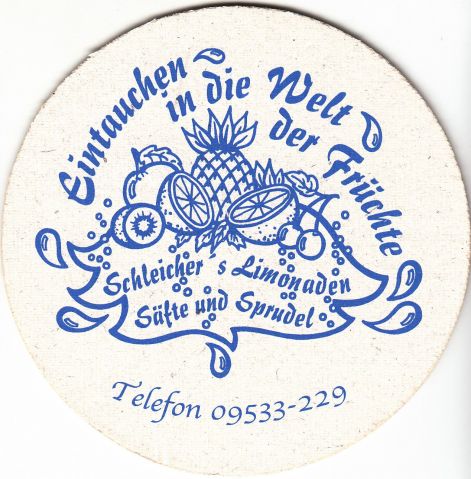 Eintauchen in die Welt der Früchte
Schleicher s Limonaden
Säfte und Sprudel
Telefon 09533-229